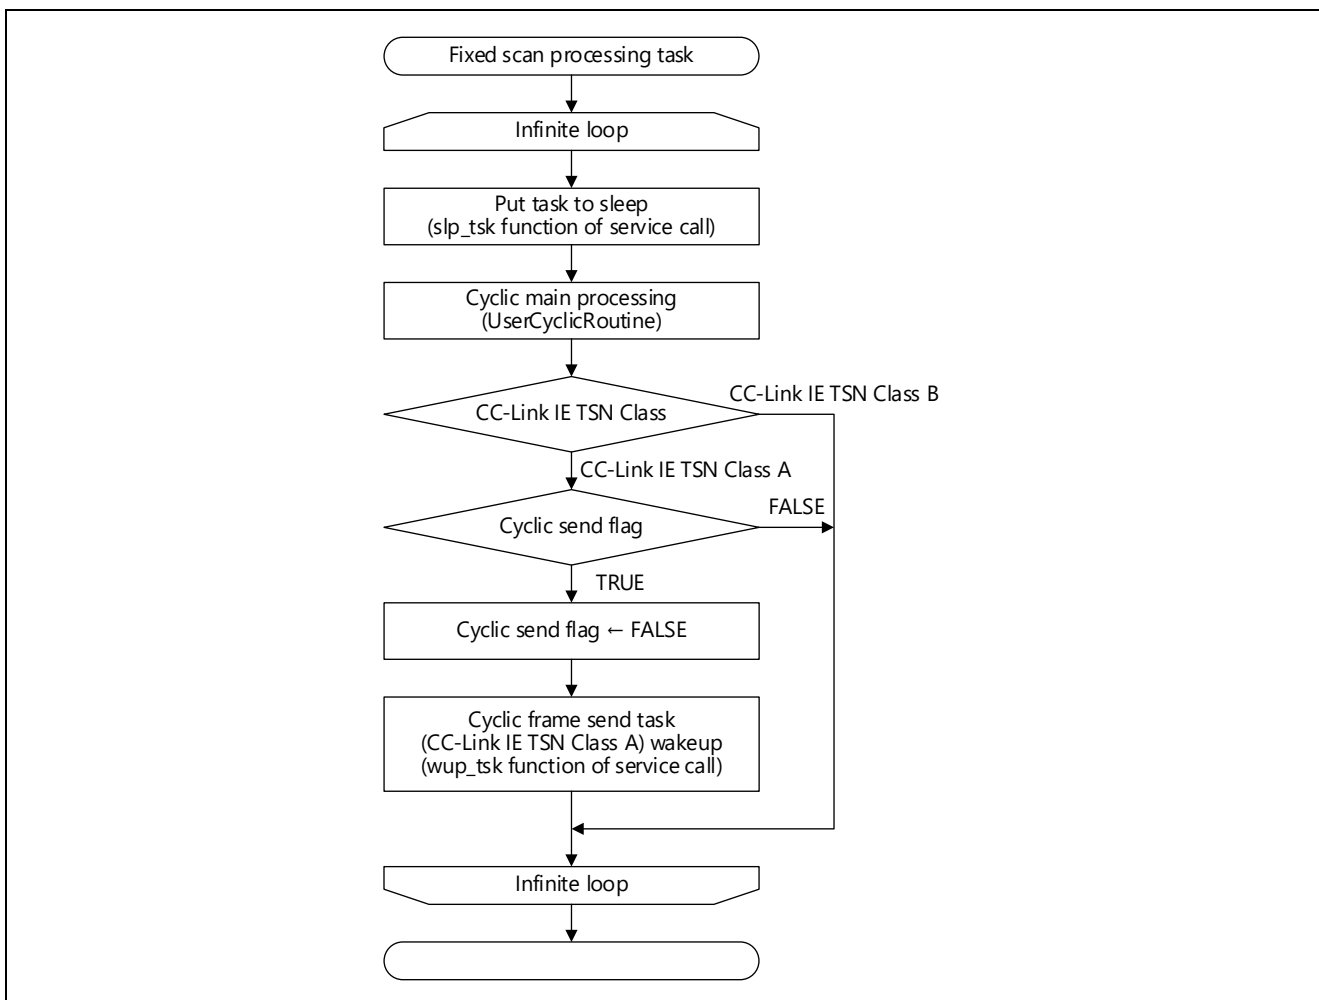 Fixed scan processing task
Infinite loop
Put task to sleep
(slp_tsk function of service call)
Cyclic main processing
(UserCyclicRoutine)
CC-Link IE TSN Class B
CC-Link IE TSN Class
CC-Link IE TSN Class A
FALSE
Cyclic send flag
TRUE
Cyclic send flag ← FALSE
Cyclic frame send task
(CC-Link IE TSN Class A) wakeup
(wup_tsk function of service call)
Infinite loop